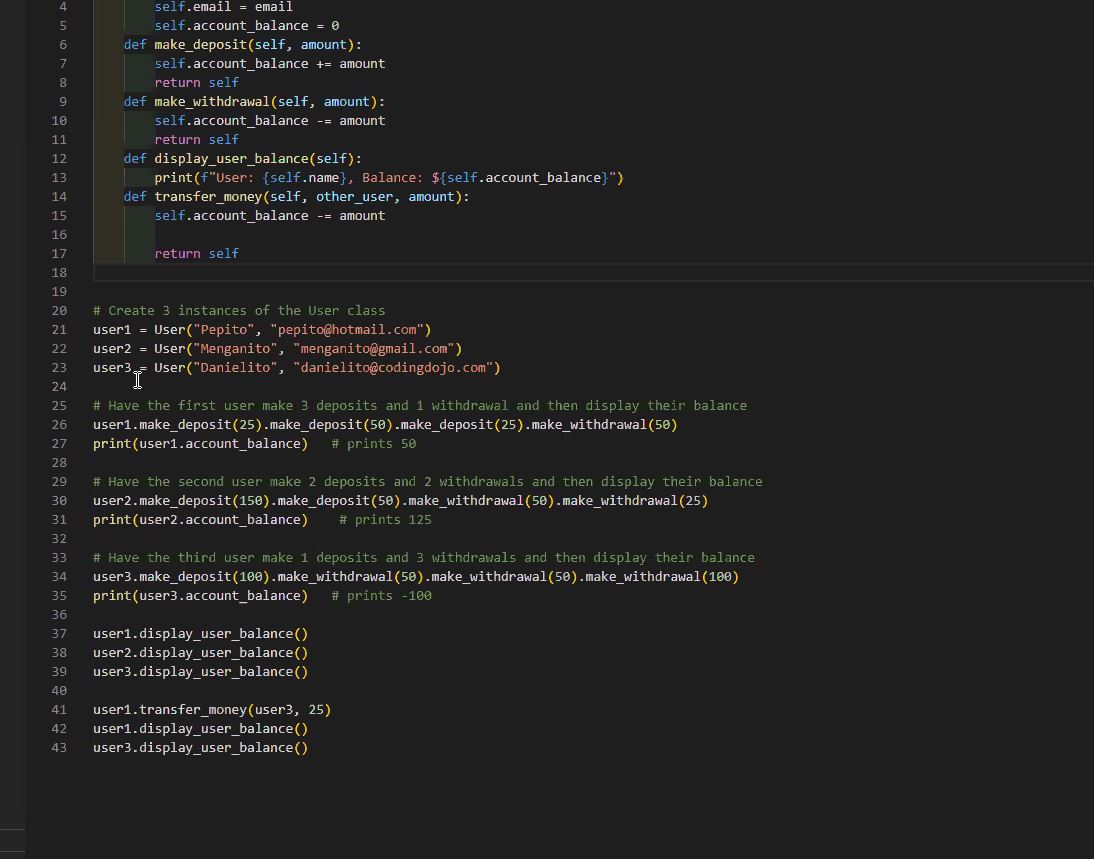 4 self.email = email
5 self.account_balance = 0
6 def make_deposit(self, amount):
7 self.account_balance += amount
8 return self
9 def make_withdrawal(self, amount):
10 self.account_balance -= amount
11 return self
12 def display_user_balance(self):
13 print(f"User: {self.name}, Balance: ${self.account_balance}")
14 def transfer_money(self, other_user, amount):
15 self.account_balance -= amount
16
17 return self
18
19
20 # Create 3 instances of the User class
21 user1 = User("Pepito", "pepito@hotmail.com")
22 user2 = User("Menganito", "menganito@gmail.com")
23 user3 = User("Danielito", "danielito@codingdojo.com")
24
25 # Have the first user make 3 deposits and 1 withdrawal and then display their balance
26 user1.make_deposit(25).make_deposit(50).make_deposit(25).make_withdrawal(50)
27 print(user1.account_balance) # prints 50
28
29 # Have the second user make 2 deposits and 2 withdrawals and then display their balance
30 user2.make_deposit(150).make_deposit(50).make_withdrawal(50).make_withdrawal(25)
31 print(user2.account_balance) # prints 125
32
33 # Have the third user make 1 deposits and 3 withdrawals and then display their balance
34 user3.make_deposit(100).make_withdrawal(50).make_withdrawal(50).make_withdrawal(100)
35 print(user3.account_balance) # prints -100
36
37 user1.display_user_balance()
38 user2.display_user_balance()
39 user3.display_user_balance()
40
41 user1.transfer_money(user3, 25)
42 user1.display_user_balance()
43 user3.display_user_balance()